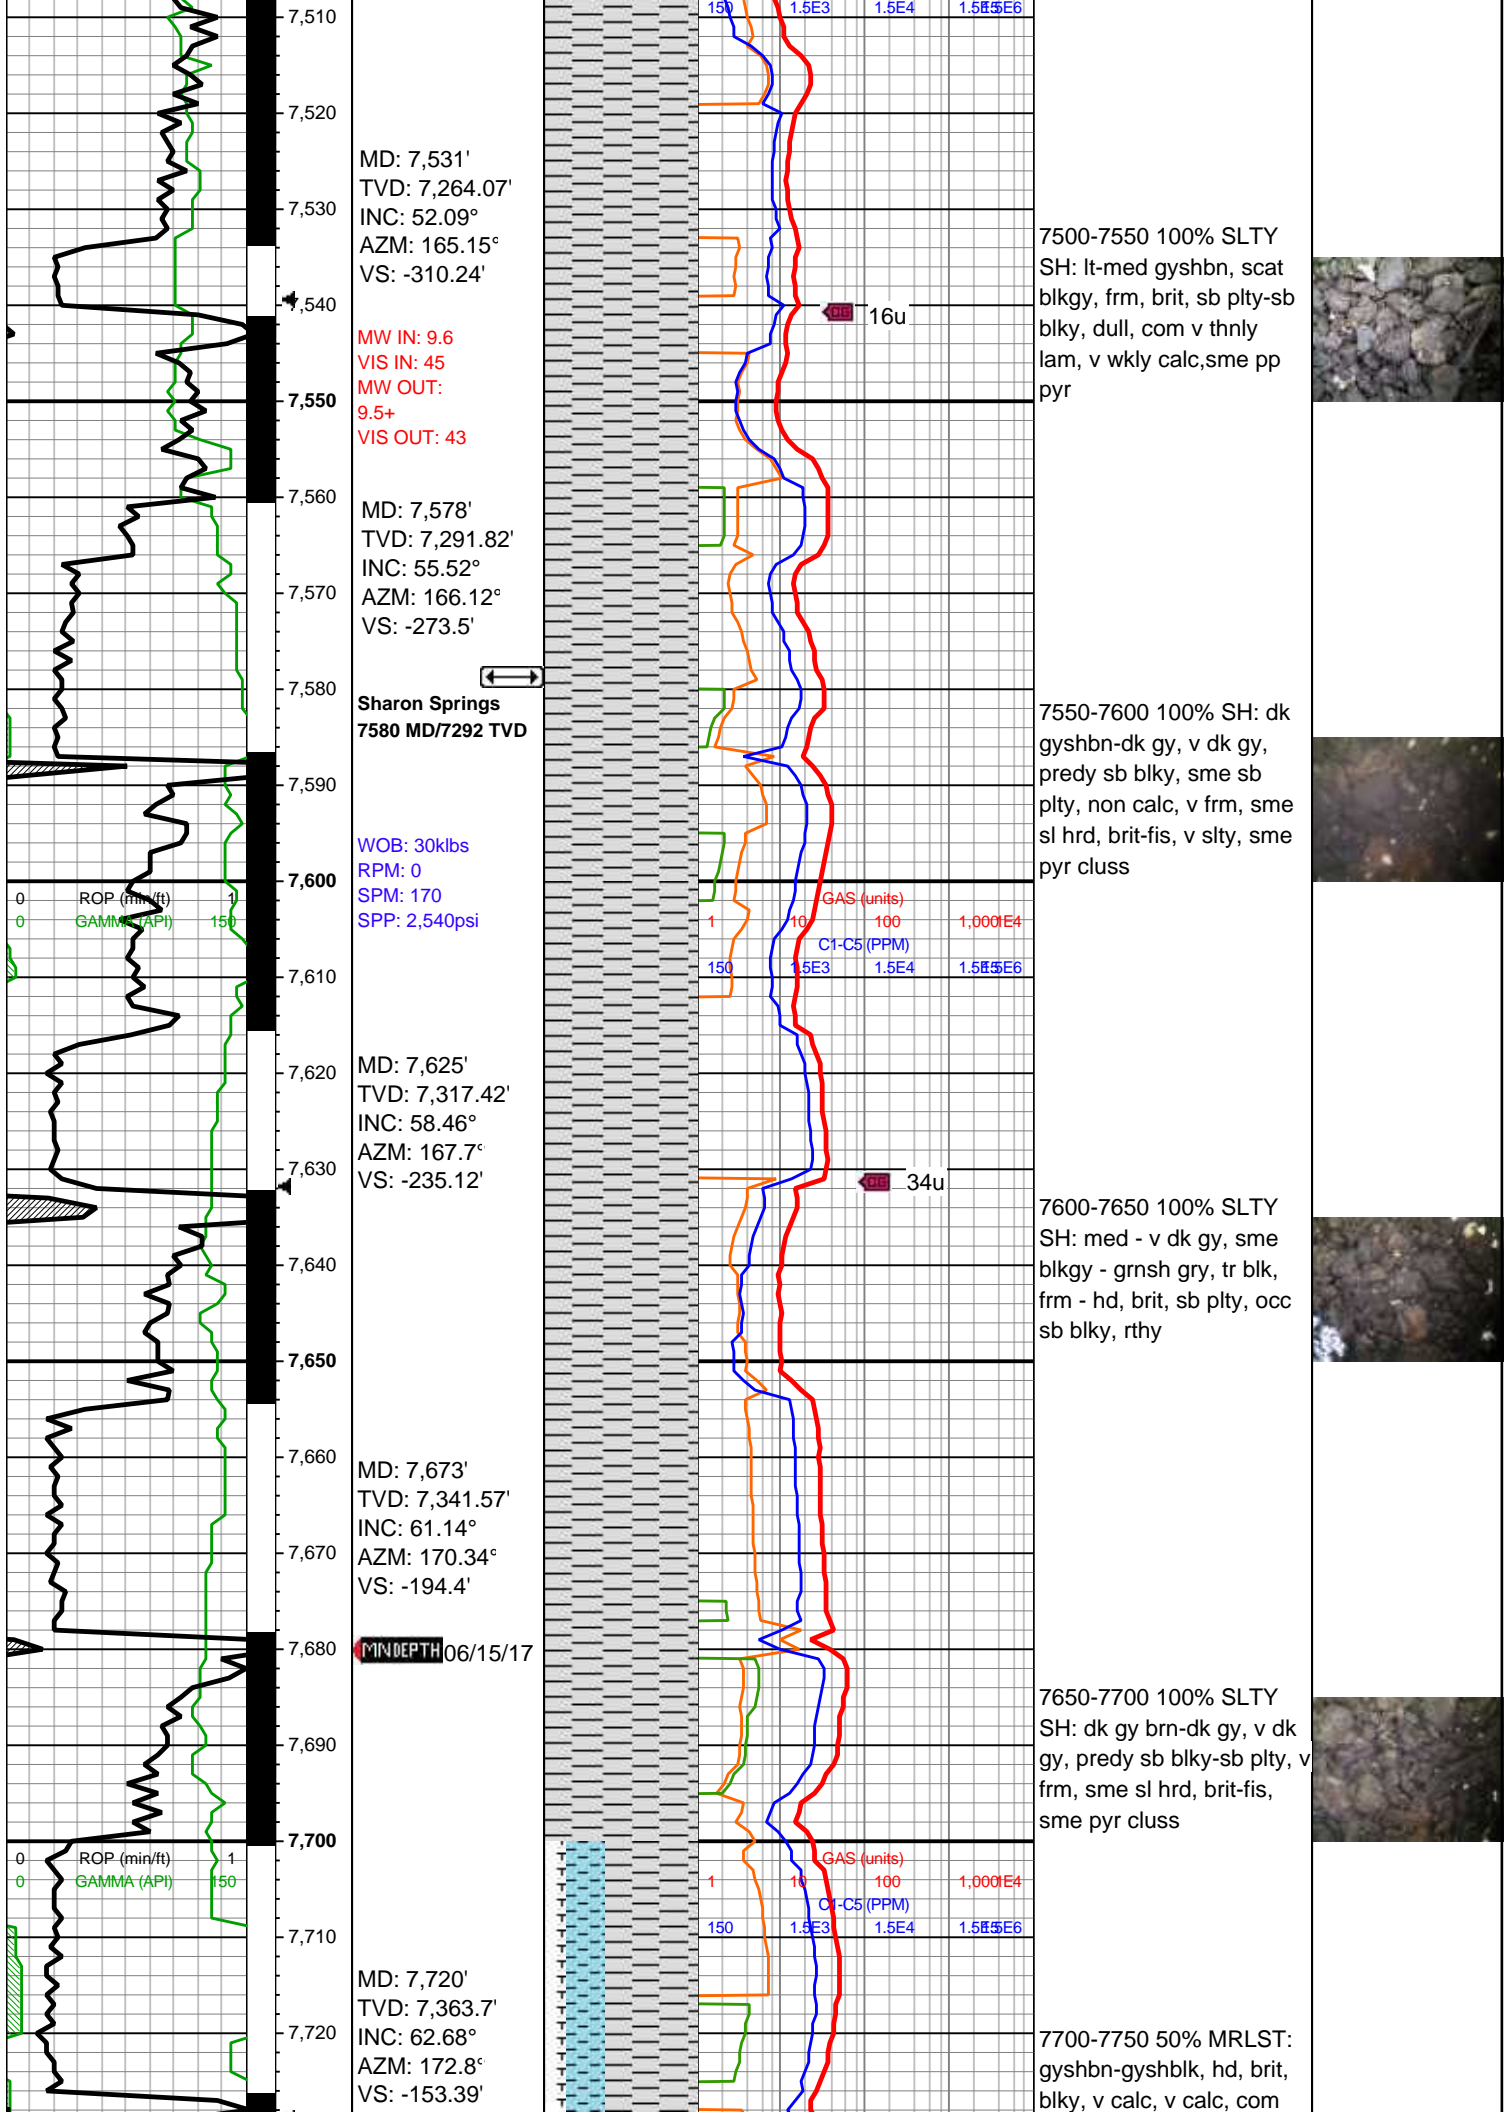 150 1.5E3 1.5E4 1.5E5
7,510
7,520
MD: 7,531'
TVD: 7,264.07'
INC: 52.09°
AZM: 165.15°
VS: -310.24'
7,530
7500-7550 100% SLTY
SH: lt-med gyshbn, scat
blkgy, frm, brit, sb plty-sb
blky, dull, com v thnly
lam, v wkly calc,sme pp
pyr
7,540
CG 16u
MW IN: 9.6
VIS IN: 45
MW OUT:
9.5+
VIS OUT: 43
7,550
7,560
MD: 7,578'
TVD: 7,291.82'
INC: 55.52°
AZM: 166.12°
VS: -273.5'
7,570
7,580
Sharon Springs
7580 MD/7292 TVD
7550-7600 100% SH: dk
gyshbn-dk gy, v dk gy,
predy sb blky, sme sb
plty, non calc, v frm, sme
sl hrd, brit-fis, v slty, sme
pyr cluss
7,590
WOB: 30klbs
RPM: 0
SPM: 170
SPP: 2,540psi
7,600
0 ROP (min/ft) 1
0 GAMMA (API) 150
GAS (units)
1 10 100 1,000 1E4
C1-C5 (PPM)
150 1.5E3 1.5E4 1.5E5
7,610
7,620
MD: 7,625'
TVD: 7,317.42'
INC: 58.46°
AZM: 167.7°
VS: -235.12'
7,630
CG 34u
7600-7650 100% SLTY
SH: med - v dk gy, sme
blkgy - grnsh gry, tr blk,
frm - hd, brit, sb plty, occ
sb blky, rthy
7,640
7,650
7,660
MD: 7,673'
TVD: 7,341.57'
INC: 61.14°
AZM: 170.34°
VS: -194.4'
7,670
7,680
MNDEPTH 06/15/17
7650-7700 100% SLTY
SH: dk gy brn-dk gy, v dk
gy, predy sb blky-sb plty, v
frm, sme sl hrd, brit-fis,
sme pyr cluss
7,690
7,700
0 ROP (min/ft) 1
0 GAMMA (API) 150
GAS (units)
1 10 100 1,000 1E4
C1-C5 (PPM)
150 1.5E3 1.5E4 1.5E5
7,710
MD: 7,720'
TVD: 7,363.7'
INC: 62.68°
AZM: 172.8°
VS: -153.39'
7,720
7700-7750 50% MRLST:
gyshbn-gyshblk, hd, brit,
blky, v calc, v calc, com